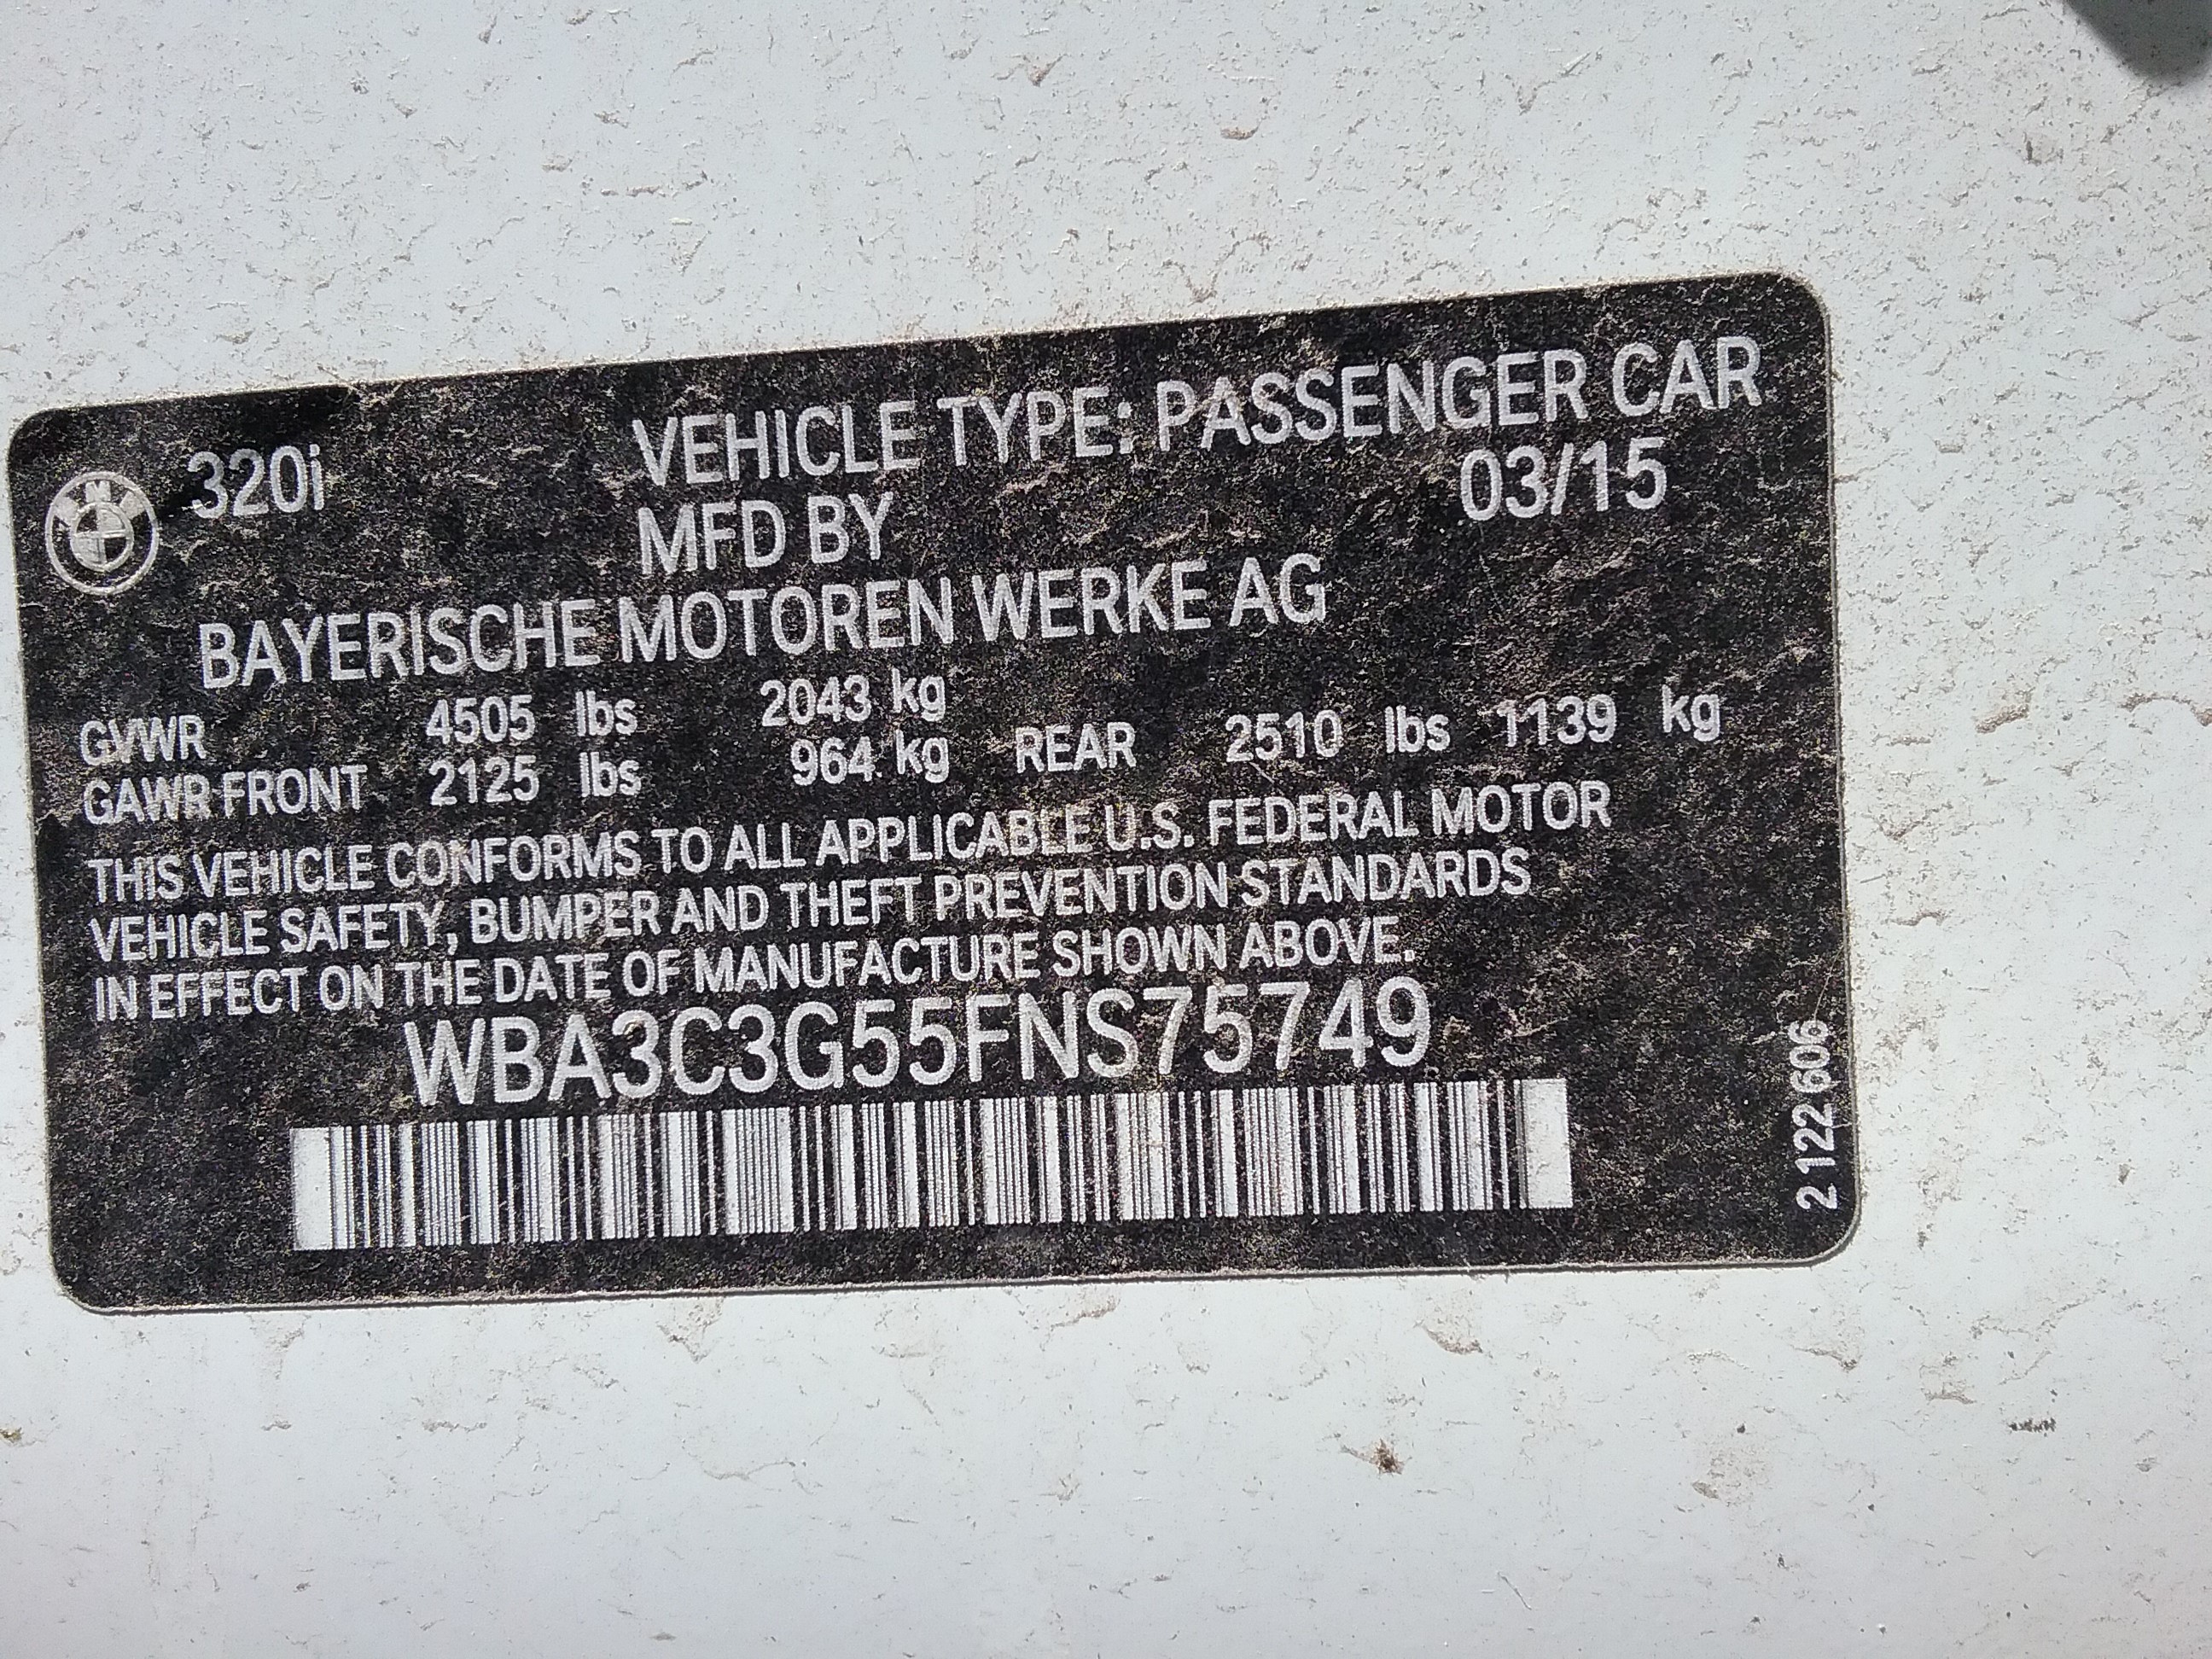 320i VEHICLE TYPE: PASSENGER CAR
MFD BY 03/15
BAYERISCHE MOTOREN WERKE AG
GVWR 4505 lbs 2043 kg
GAWR FRONT 2125 lbs 964 kg REAR 2510 lbs 1139 kg
THIS VEHICLE CONFORMS TO ALL APPLICABLE U.S. FEDERAL MOTOR
VEHICLE SAFETY, BUMPER AND THEFT PREVENTION STANDARDS
IN EFFECT ON THE DATE OF MANUFACTURE SHOWN ABOVE.
WBA3C3G55FNS75749
2 122 606